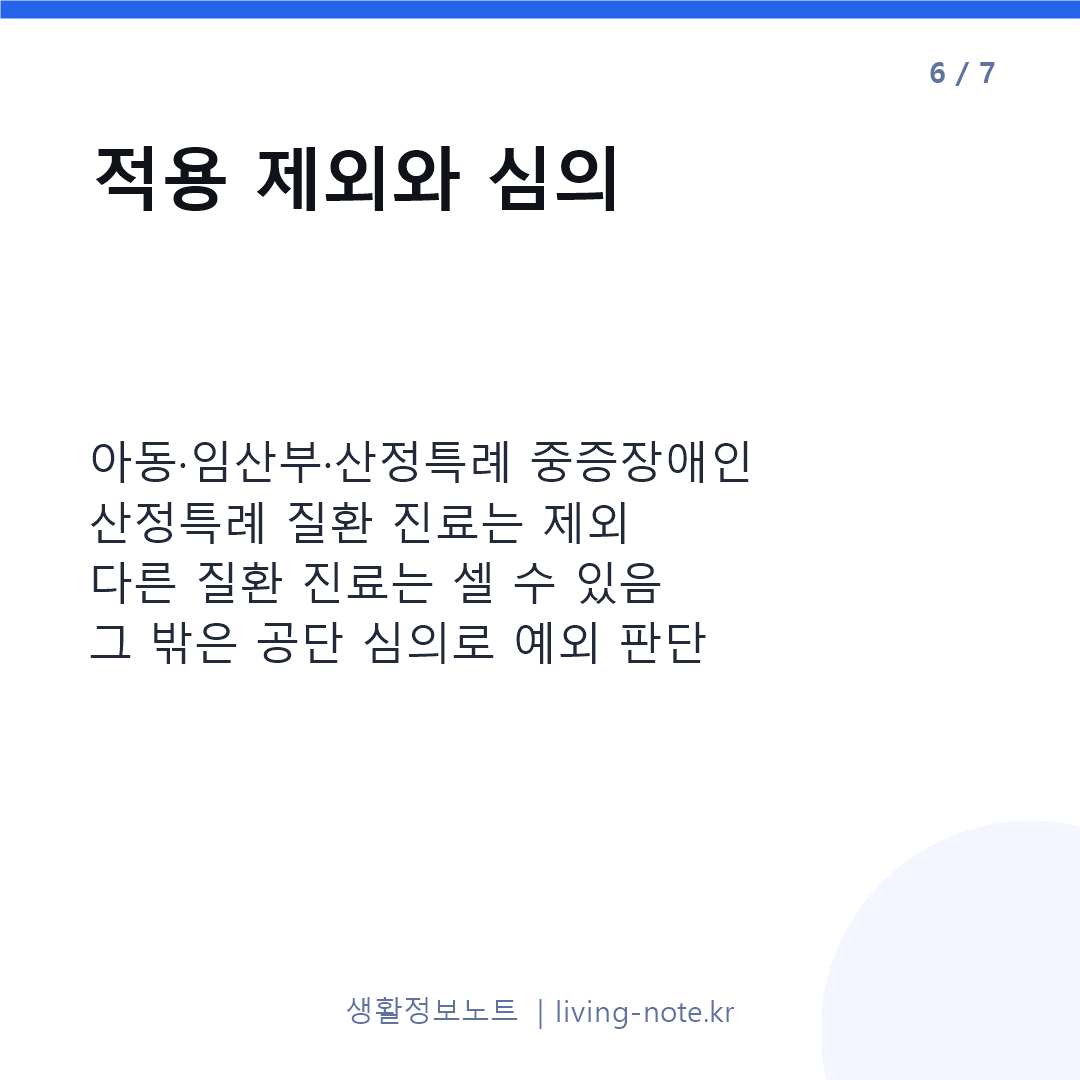 6 / 7
적용 제외와 심의
아동·임산부·산정특례 중증장애인
산정특례 질환 진료는 제외
다른 질환 진료는 셀 수 있음
그 밖은 공단 심의로 예외 판단
생활정보노트 | living-note.kr